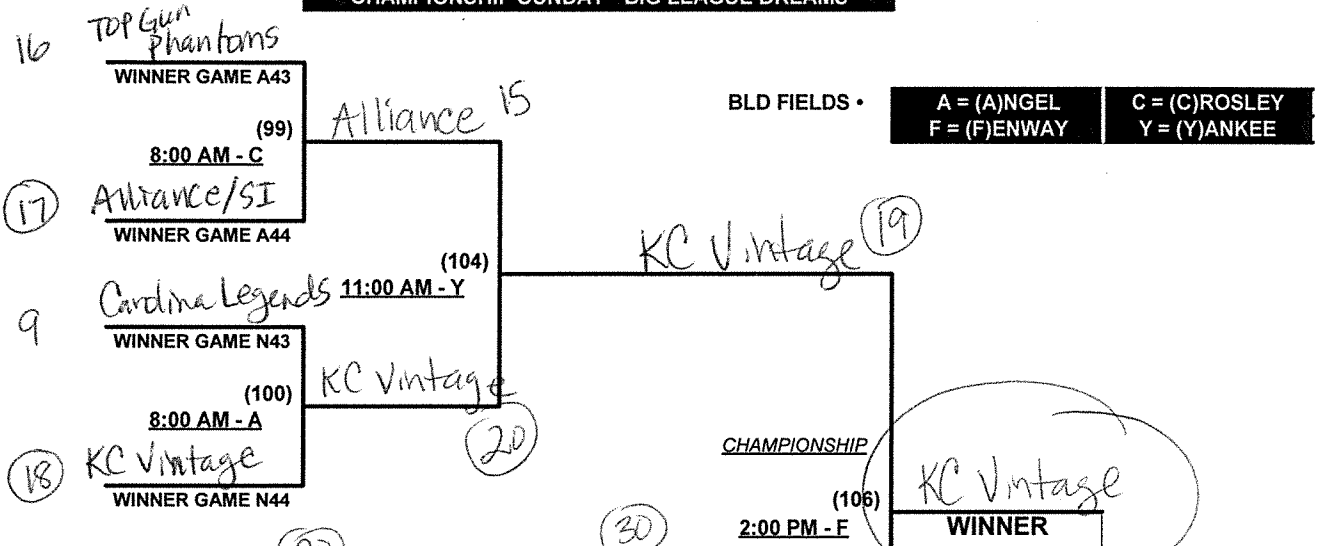 CHAMPIONSHIP SUNDAY - BIG LEAGUE DREAMS
16 TOP Gun
Phantoms
WINNER GAME A43
Alliance 15
BLD FIELDS •
A = (A)NGEL
F = (F)ENWAY
C = (C)ROSLEY
Y = (Y)ANKEE
(99)
8:00 AM - C
17 Alliance/SI
WINNER GAME A44
KC Vintage 19
(104)
11:00 AM - Y
9 Carolina Legends
WINNER GAME N43
KC Vintage
20
(100)
8:00 AM - A
18 KC Vintage
WINNER GAME N44
CHAMPIONSHIP
(106)
2:00 PM - F
KC Vintage
WINNER
30